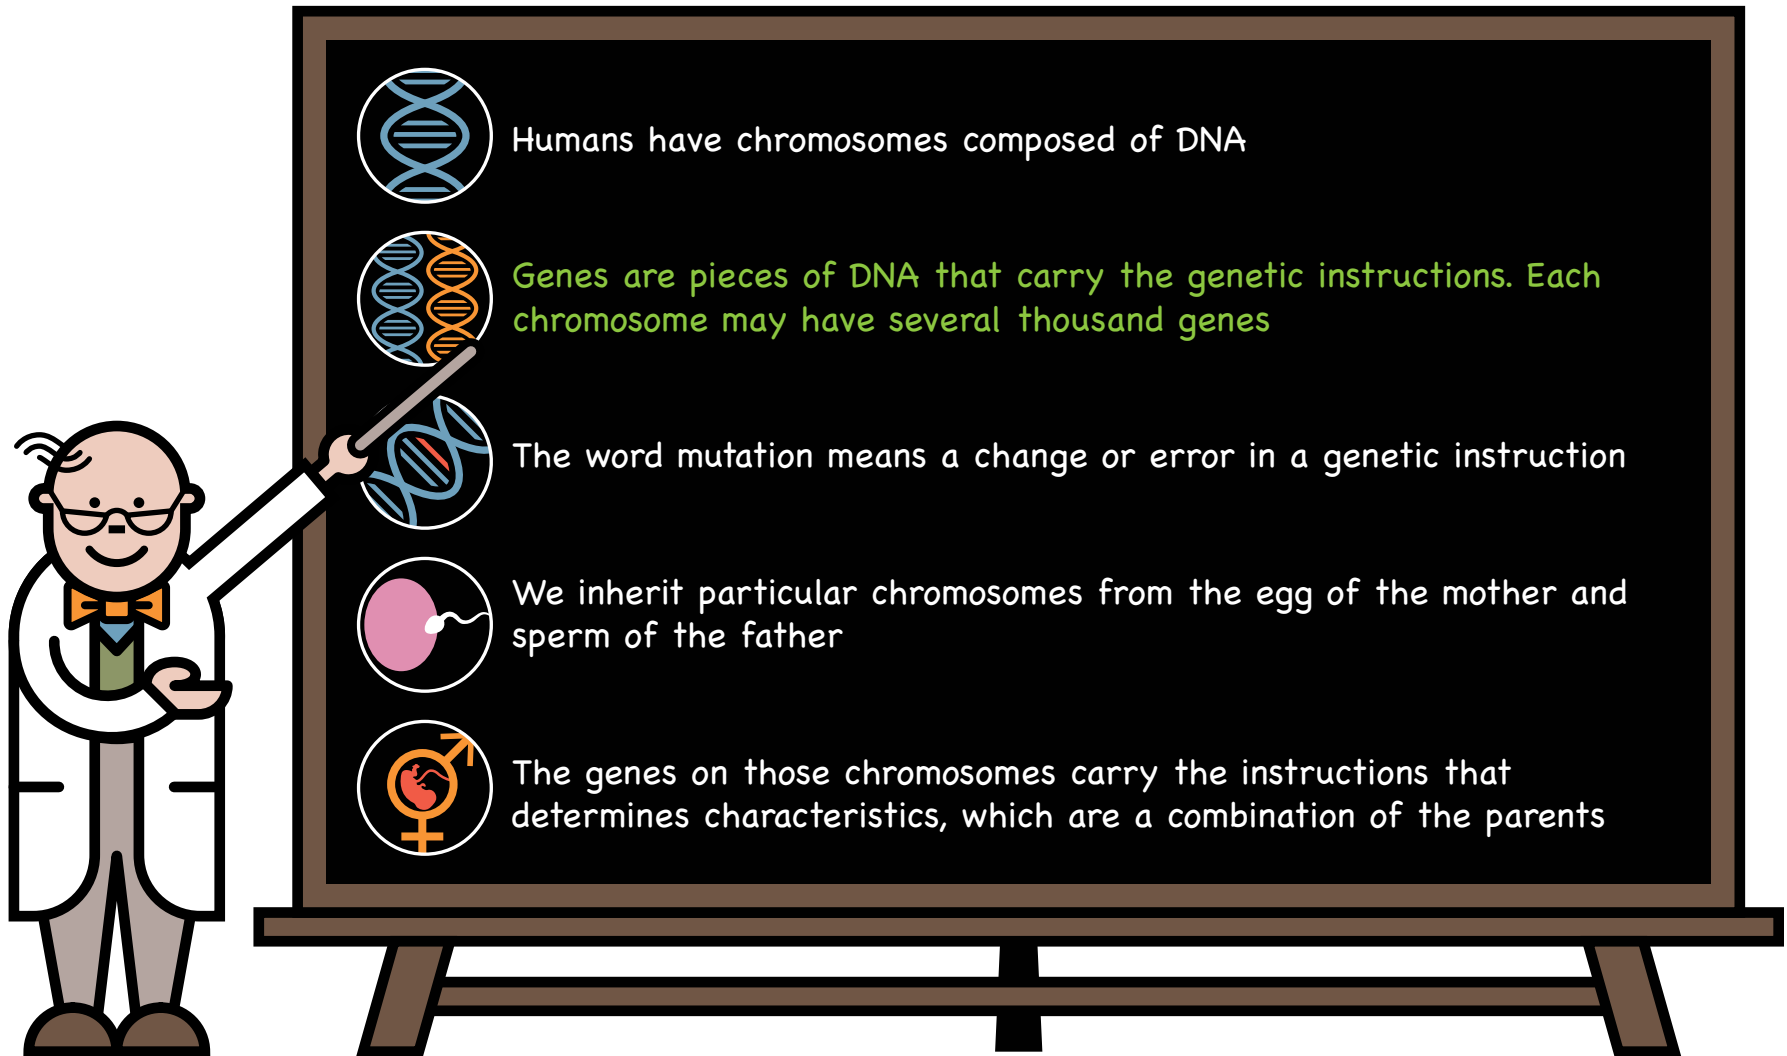 Humans have chromosomes composed of DNA
Genes are pieces of DNA that carry the genetic instructions. Each
chromosome may have several thousand genes
The word mutation means a change or error in a genetic instruction
We inherit particular chromosomes from the egg of the mother and
sperm of the father
The genes on those chromosomes carry the instructions that
determines characteristics, which are a combination of the parents